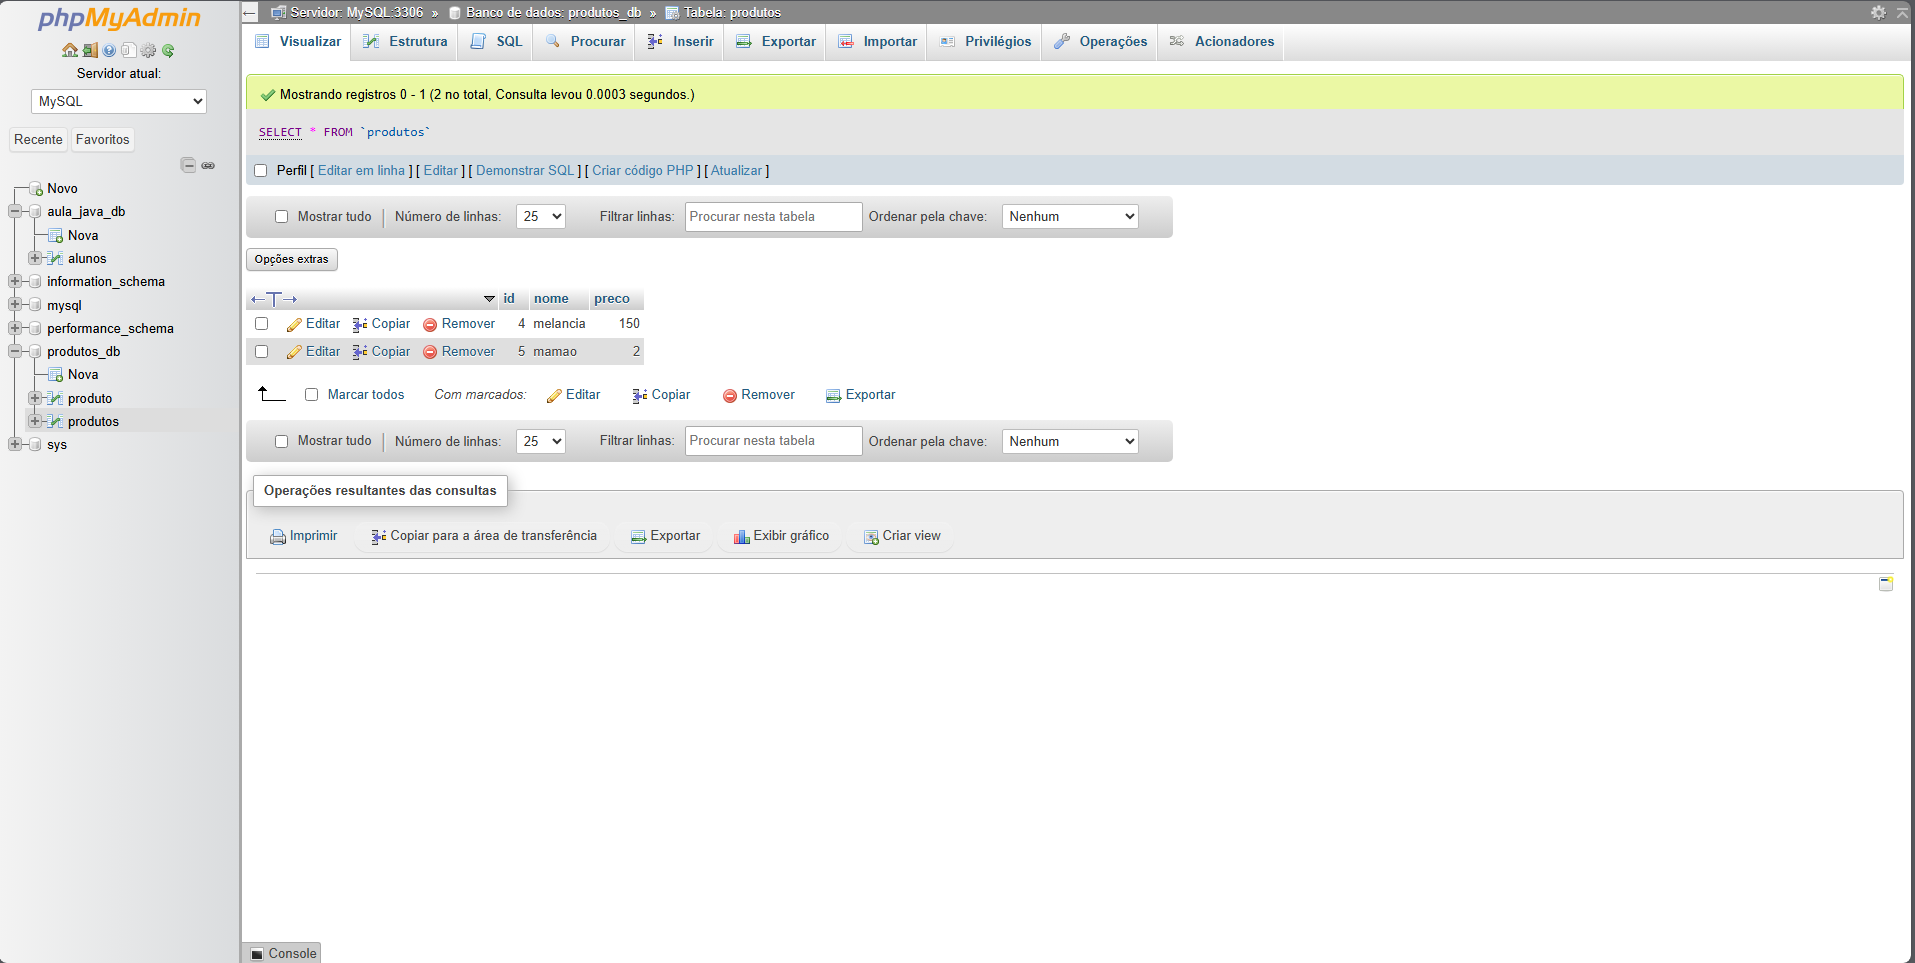 phpMyAdmin
Servidor atual:
MySQL
Recente Favoritos
Novo
aula_java_db
Nova
alunos
information_schema
mysql
performance_schema
produtos_db
Nova
produto
produtos
sys
Servidor: MySQL:3306 » Banco de dados: produtos_db » Tabela: produtos
Visualizar Estrutura SQL Procurar Inserir Exportar Importar Privilégios Operações Acionadores
Mostrando registros 0 - 1 (2 no total, Consulta levou 0.0003 segundos.)
SELECT * FROM `produtos`
Perfil [ Editar em linha ] [ Editar ] [ Demonstrar SQL ] [ Criar código PHP ] [ Atualizar ]
Mostrar tudo | Número de linhas: 25 Filtrar linhas: Procurar nesta tabela Ordenar pela chave: Nenhum
Opções extras
←T→ id nome preco
Editar Copiar Remover 4 melancia 150
Editar Copiar Remover 5 mamao 2
Marcar todos Com marcados: Editar Copiar Remover Exportar
Mostrar tudo | Número de linhas: 25 Filtrar linhas: Procurar nesta tabela Ordenar pela chave: Nenhum
Operações resultantes das consultas
Imprimir Copiar para a área de transferência Exportar Exibir gráfico Criar view
Console